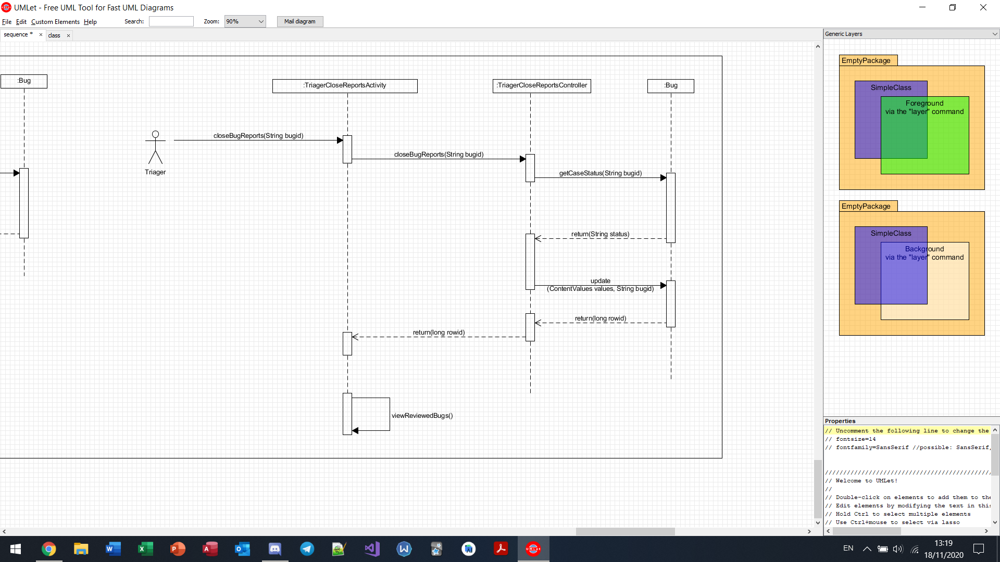 UMLet - Free UML Tool for Fast UML Diagrams
File Edit Custom Elements Help Search: Zoom: 90% Mail diagram
sequence * class
Generic Layers
:Bug
:TriagerCloseReportsActivity
:TriagerCloseReportsController
:Bug
closeBugReports(String bugid)
Triager
closeBugReports(String bugid)
getCaseStatus(String bugid)
return(String status)
update
(ContentValues values, String bugid)
return(long rowid)
return(long rowid)
viewReviewedBugs()
EmptyPackage
SimpleClass
Foreground
via the "layer" command
EmptyPackage
SimpleClass
Background
via the "layer" command
Properties
// Uncomment the following line to change the
// fontsize=14
// fontfamily=SansSerif //possible: SansSerif,
//////////////////////////////////////////////
// Welcome to UMLet!
//
// Double-click on elements to add them to the
// Edit elements by modifying the text in this
// Hold Ctrl to select multiple elements
// Use Ctrl+mouse to select via lasso
EN
13:19
18/11/2020